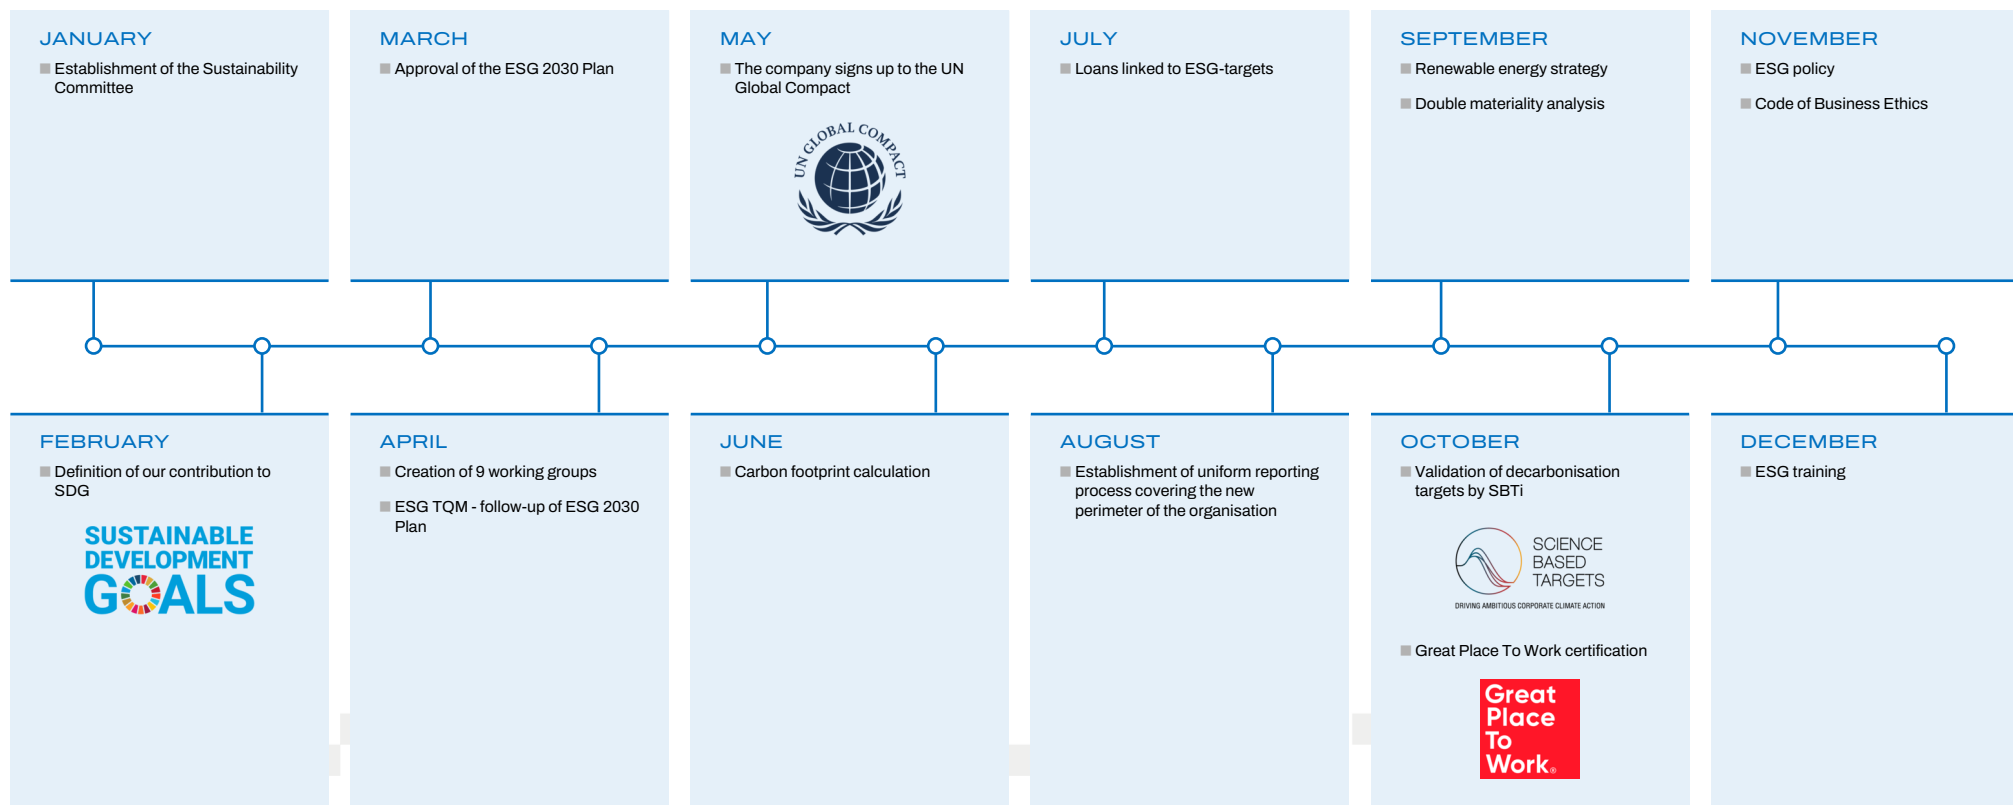 JANUARY
Establishment of the Sustainability
Committee
MARCH
Approval of the ESG 2030 Plan
MAY
The company signs up to the UN
Global Compact
UN GLOBAL COMPACT
JULY
Loans linked to ESG-targets
SEPTEMBER
Renewable energy strategy
Double materiality analysis
NOVEMBER
ESG policy
Code of Business Ethics
FEBRUARY
Definition of our contribution to
SDG
SUSTAINABLE
DEVELOPMENT
GOALS
APRIL
Creation of 9 working groups
ESG TQM - follow-up of ESG 2030
Plan
JUNE
Carbon footprint calculation
AUGUST
Establishment of uniform reporting
process covering the new
perimeter of the organisation
OCTOBER
Validation of decarbonisation
targets by SBTi
SCIENCE
BASED
TARGETS
DRIVING AMBITIOUS CORPORATE CLIMATE ACTION
Great Place To Work certification
Great
Place
To
Work®
DECEMBER
ESG training